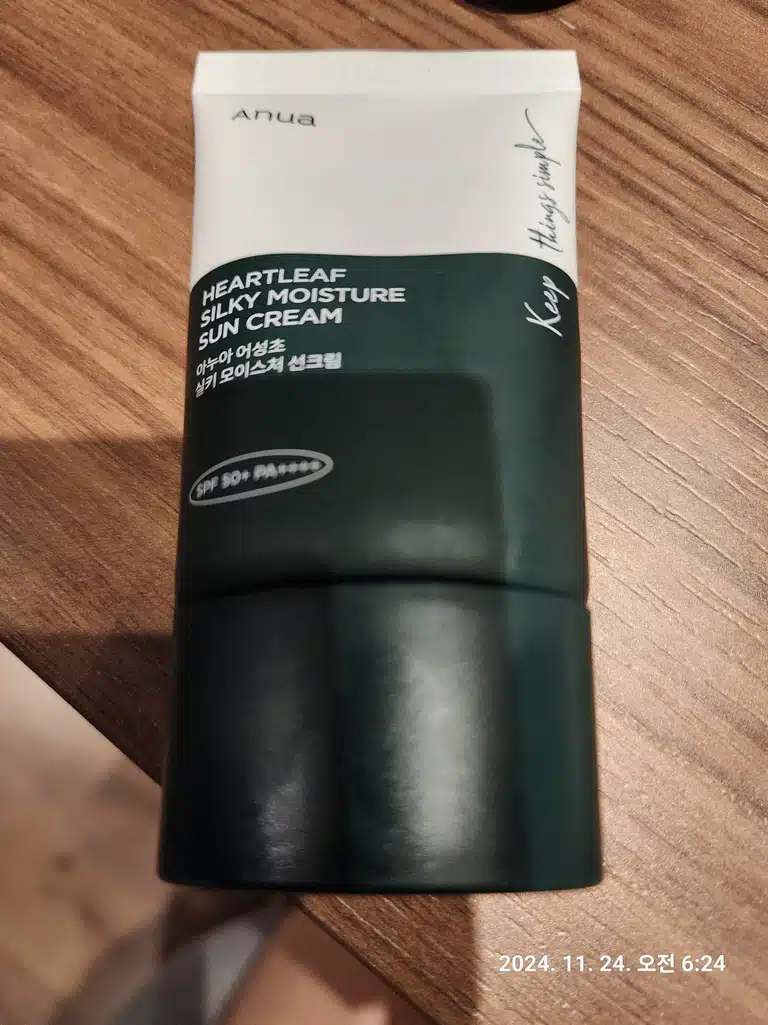 Anua
Keep things simple
HEARTLEAF
SILKY MOISTURE
SUN CREAM
아누아 어성초
실키 모이스처 선크림
SPF 50+ PA++++
2024. 11. 24. 오전 6:24